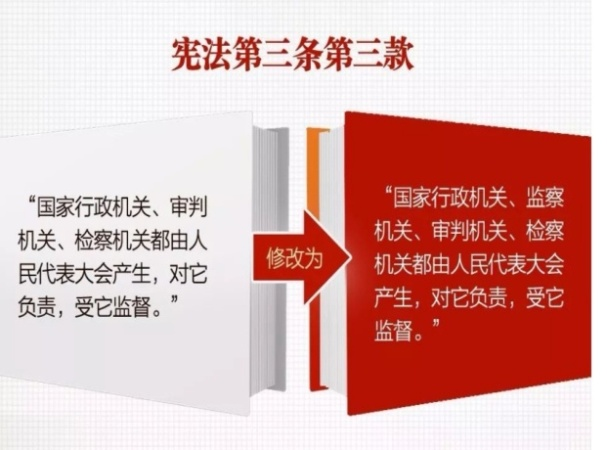 宪法第三条第三款
“国家行政机关、审判
机关、检察机关都由人
民代表大会产生，对它
负责，受它监督。”
修改为
“国家行政机关、监察
机关、审判机关、检察
机关都由人民代表大会
产生，对它负责，受它
监督。”